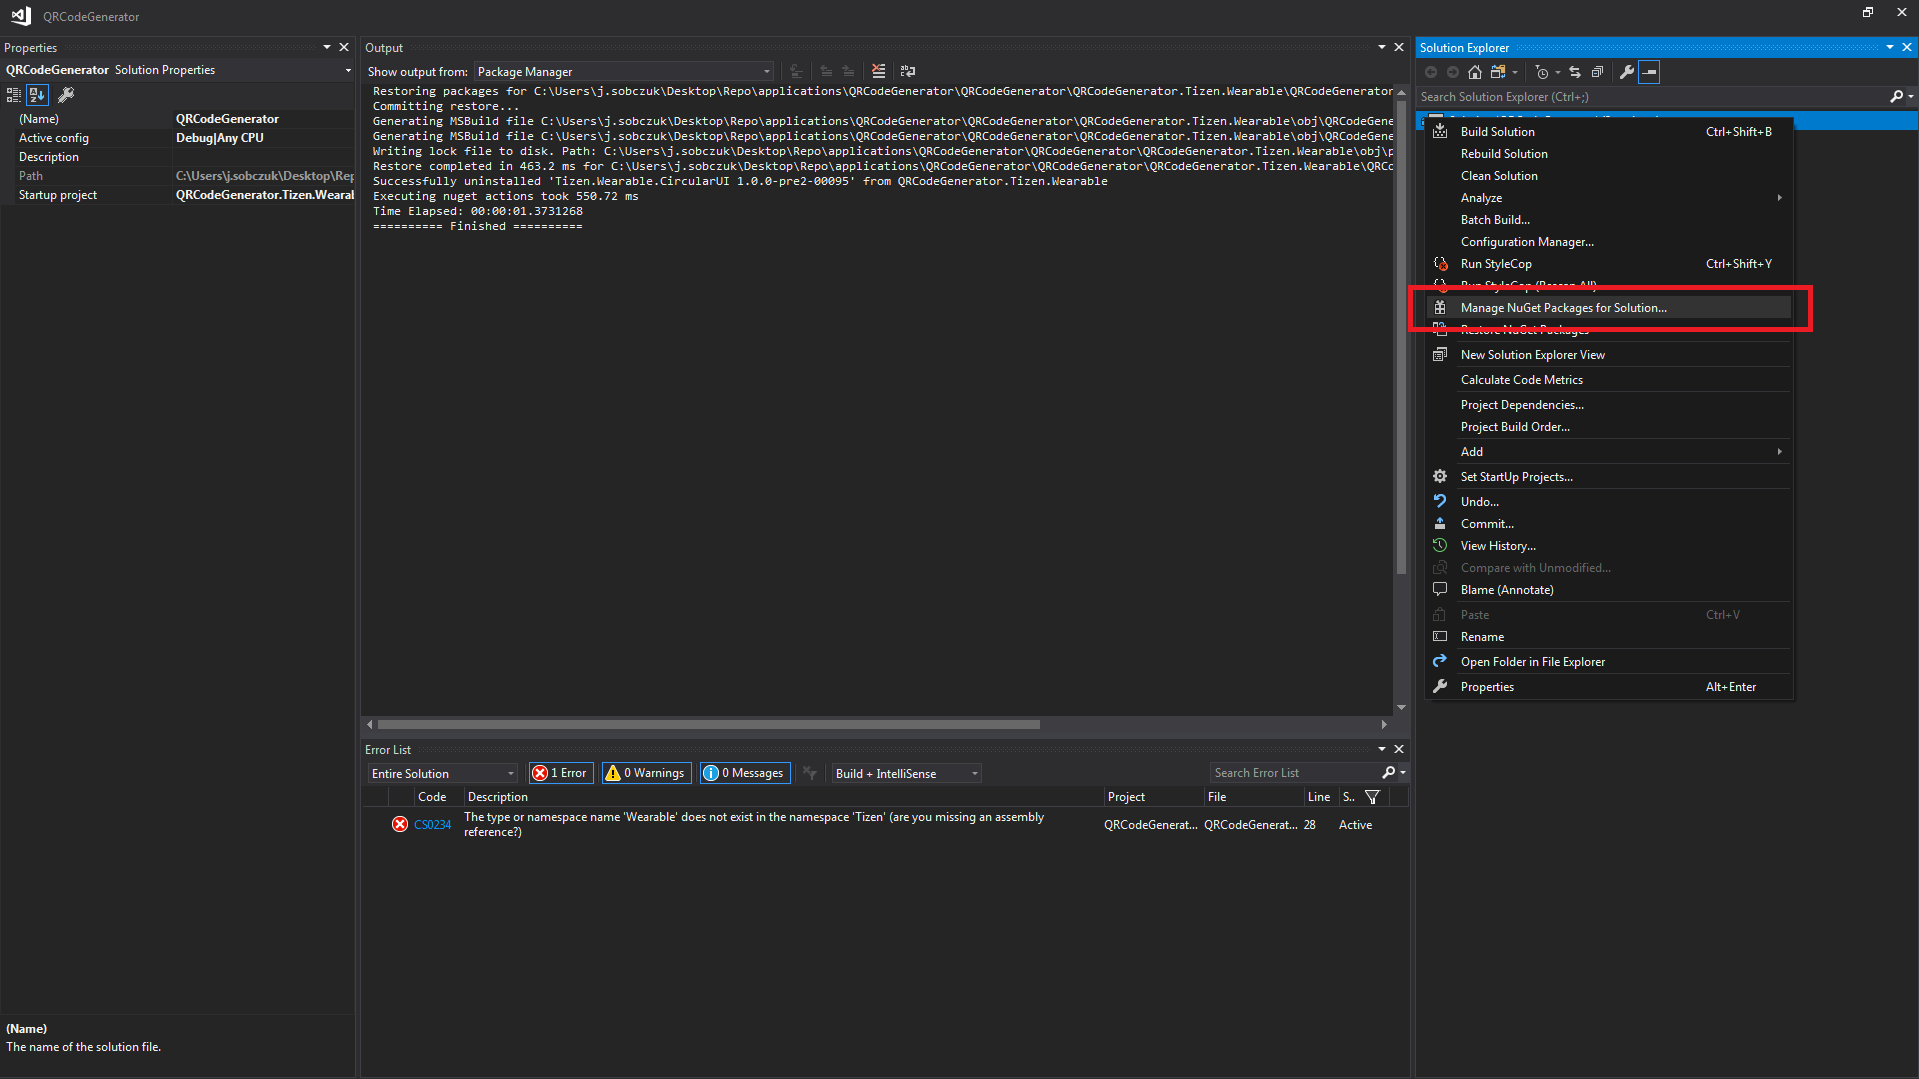 QRCodeGenerator
Properties
QRCodeGenerator Solution Properties
(Name) QRCodeGenerator
Active config Debug|Any CPU
Description
Path C:\Users\j.sobczuk\Desktop\Rep
Startup project QRCodeGenerator.Tizen.Wearal
(Name)
The name of the solution file.
Output
Show output from: Package Manager
Restoring packages for C:\Users\j.sobczuk\Desktop\Repo\applications\QRCodeGenerator\QRCodeGenerator\QRCodeGenerator.Tizen.Wearable\QRCodeGenerator
Committing restore...
Generating MSBuild file C:\Users\j.sobczuk\Desktop\Repo\applications\QRCodeGenerator\QRCodeGenerator\QRCodeGenerator.Tizen.Wearable\obj\QRCodeGene
Generating MSBuild file C:\Users\j.sobczuk\Desktop\Repo\applications\QRCodeGenerator\QRCodeGenerator\QRCodeGenerator.Tizen.Wearable\obj\QRCodeGene
Writing lock file to disk. Path: C:\Users\j.sobczuk\Desktop\Repo\applications\QRCodeGenerator\QRCodeGenerator\QRCodeGenerator.Tizen.Wearable\obj\p
Restore completed in 463.2 ms for C:\Users\j.sobczuk\Desktop\Repo\applications\QRCodeGenerator\QRCodeGenerator\QRCodeGenerator.Tizen.Wearable\QRCo
Successfully uninstalled 'Tizen.Wearable.CircularUI 1.0.0-pre2-00095' from QRCodeGenerator.Tizen.Wearable
Executing nuget actions took 550.72 ms
Time Elapsed: 00:00:01.3731268
========== Finished ==========
Error List
Entire Solution 1 Error 0 Warnings 0 Messages Build + IntelliSense Search Error List
Code Description Project File Line S..
CS0234 The type or namespace name 'Wearable' does not exist in the namespace 'Tizen' (are you missing an assembly reference?) QRCodeGenerat... QRCodeGenerat... 28 Active
Solution Explorer
Search Solution Explorer (Ctrl+;)
Build Solution Ctrl+Shift+B
Rebuild Solution
Clean Solution
Analyze
Batch Build...
Configuration Manager...
Run StyleCop Ctrl+Shift+Y
Run StyleCop (Rescan All)
Manage NuGet Packages for Solution...
Restore NuGet Packages
New Solution Explorer View
Calculate Code Metrics
Project Dependencies...
Project Build Order...
Add
Set StartUp Projects...
Undo...
Commit...
View History...
Compare with Unmodified...
Blame (Annotate)
Paste Ctrl+V
Rename
Open Folder in File Explorer
Properties Alt+Enter